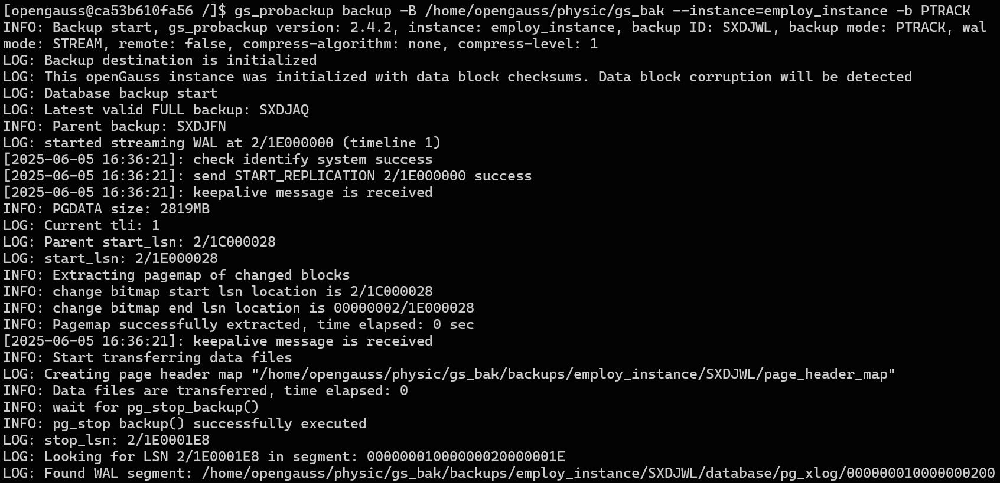 [opengauss@ca53b610fa56 /]$ gs_probackup backup -B /home/opengauss/physic/gs_bak --instance=employ_instance -b PTRACK
INFO: Backup start, gs_probackup version: 2.4.2, instance: employ_instance, backup ID: SXDJWL, backup mode: PTRACK, wal
mode: STREAM, remote: false, compress-algorithm: none, compress-level: 1
LOG: Backup destination is initialized
LOG: This openGauss instance was initialized with data block checksums. Data block corruption will be detected
LOG: Database backup start
LOG: Latest valid FULL backup: SXDJAQ
INFO: Parent backup: SXDJFN
LOG: started streaming WAL at 2/1E000000 (timeline 1)
[2025-06-05 16:36:21]: check identify system success
[2025-06-05 16:36:21]: send START_REPLICATION 2/1E000000 success
[2025-06-05 16:36:21]: keepalive message is received
INFO: PGDATA size: 2819MB
LOG: Current tli: 1
LOG: Parent start_lsn: 2/1C000028
LOG: start_lsn: 2/1E000028
INFO: Extracting pagemap of changed blocks
INFO: change bitmap start lsn location is 2/1C000028
INFO: change bitmap end lsn location is 00000002/1E000028
INFO: Pagemap successfully extracted, time elapsed: 0 sec
[2025-06-05 16:36:21]: keepalive message is received
INFO: Start transferring data files
LOG: Creating page header map "/home/opengauss/physic/gs_bak/backups/employ_instance/SXDJWL/page_header_map"
INFO: Data files are transferred, time elapsed: 0
INFO: wait for pg_stop_backup()
INFO: pg_stop backup() successfully executed
LOG: stop_lsn: 2/1E0001E8
LOG: Looking for LSN 2/1E0001E8 in segment: 00000001000000020000001E
LOG: Found WAL segment: /home/opengauss/physic/gs_bak/backups/employ_instance/SXDJWL/database/pg_xlog/000000010000000200